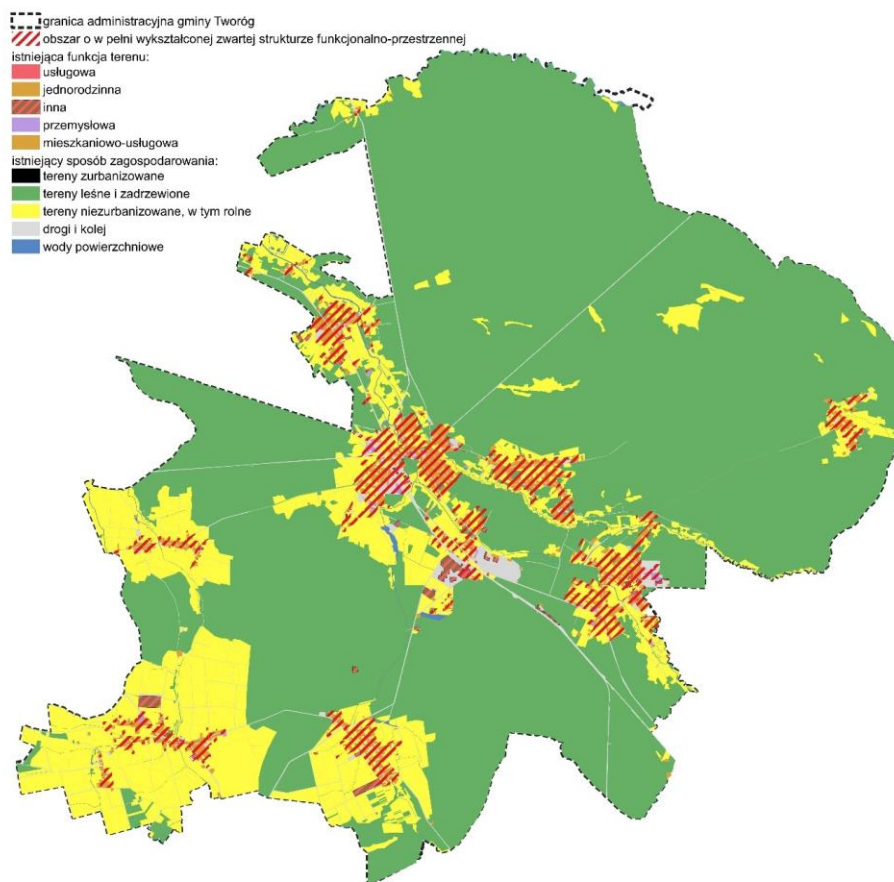 granica administracyjna gminy Tworóg
obszar o w pełni wykształconej zwartej strukturze funkcjonalno-przestrzennej
istniejąca funkcja terenu:
usługowa
jednorodzinna
inna
przemysłowa
mieszkaniowo-usługowa
istniejący sposób zagospodarowania:
tereny zurbanizowane
tereny leśne i zadrzewione
tereny niezurbanizowane, w tym rolne
drogi i kolej
wody powierzchniowe